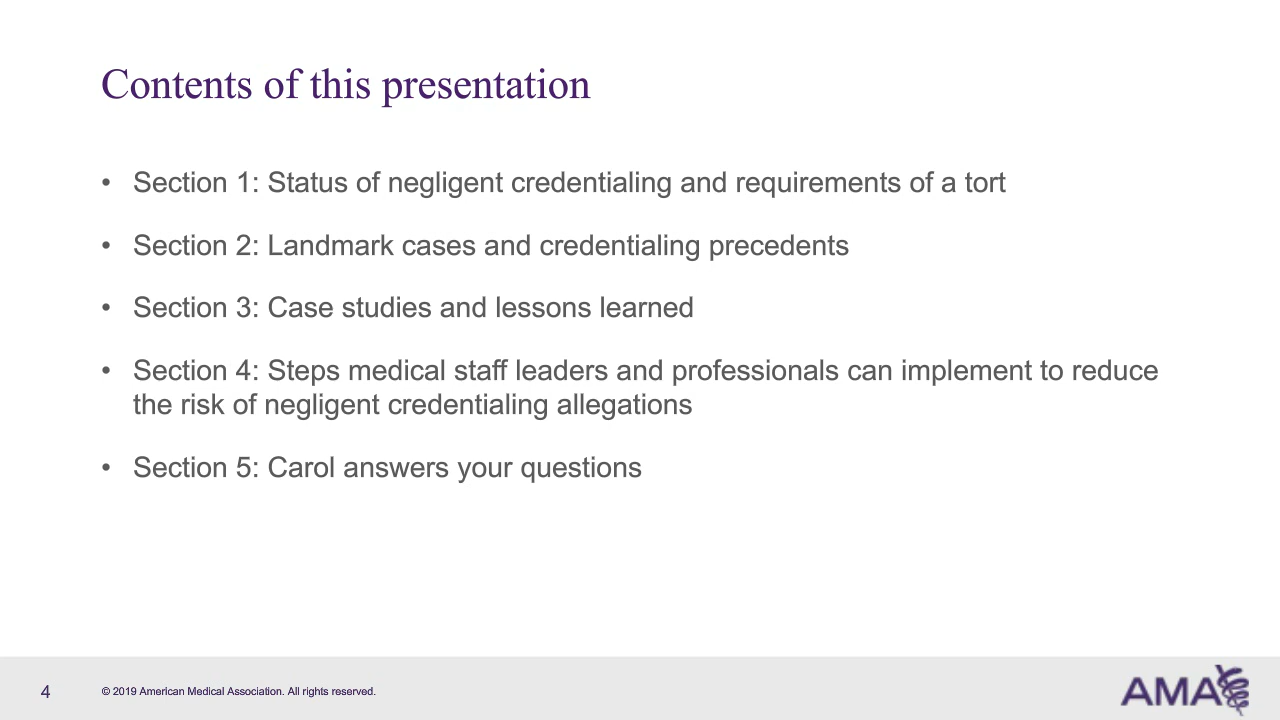 Contents of this presentation
• Section 1: Status of negligent credentialing and requirements of a tort
• Section 2: Landmark cases and credentialing precedents
• Section 3: Case studies and lessons learned
• Section 4: Steps medical staff leaders and professionals can implement to reduce
the risk of negligent credentialing allegations
• Section 5: Carol answers your questions
4
© 2019 American Medical Association. All rights reserved.
AMA